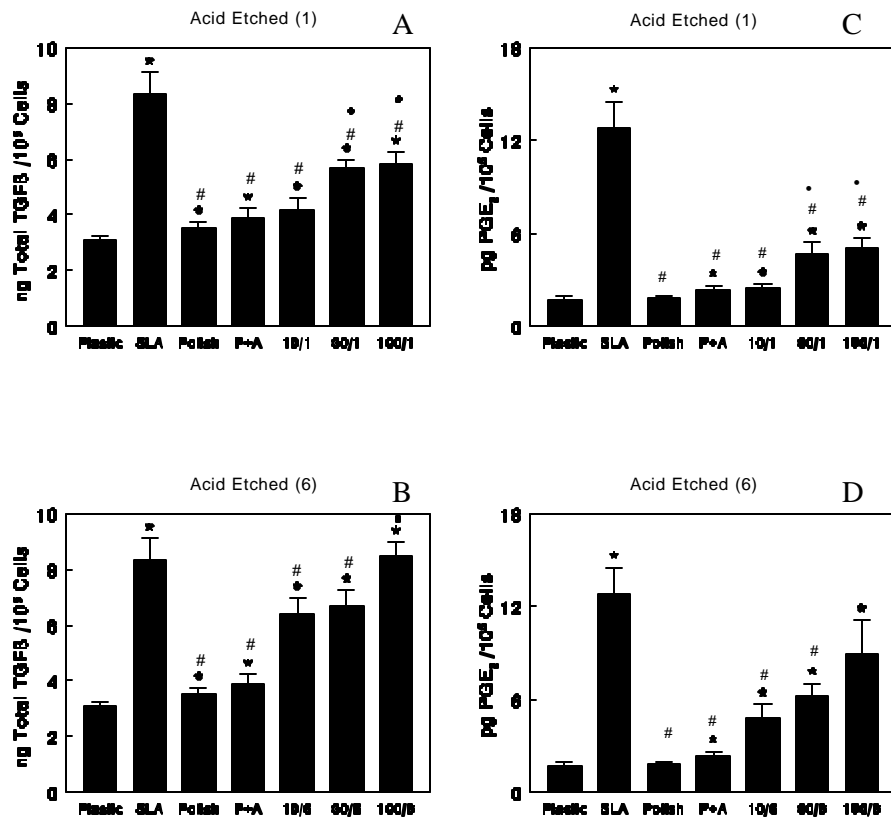 Acid Etched (1)
A
ng Total TGFβ /10⁵ Cells
10
8
6
4
2
0
*
#
#
#
#
#
Plastic SLA Polish P+A 10/1 60/1 100/1
Acid Etched (1)
C
pg PGE₂ /10⁵ Cells
18
12
6
0
*
#
#
#
#
#
Plastic SLA Polish P+A 10/1 60/1 100/1
Acid Etched (6)
B
ng Total TGFβ /10⁵ Cells
10
8
6
4
2
0
*
#
#
#
#
*
Plastic SLA Polish P+A 10/6 60/6 100/6
Acid Etched (6)
D
pg PGE₂ /10⁵ Cells
18
12
6
0
*
#
#
#
#
*
Plastic SLA Polish P+A 10/6 60/6 100/6